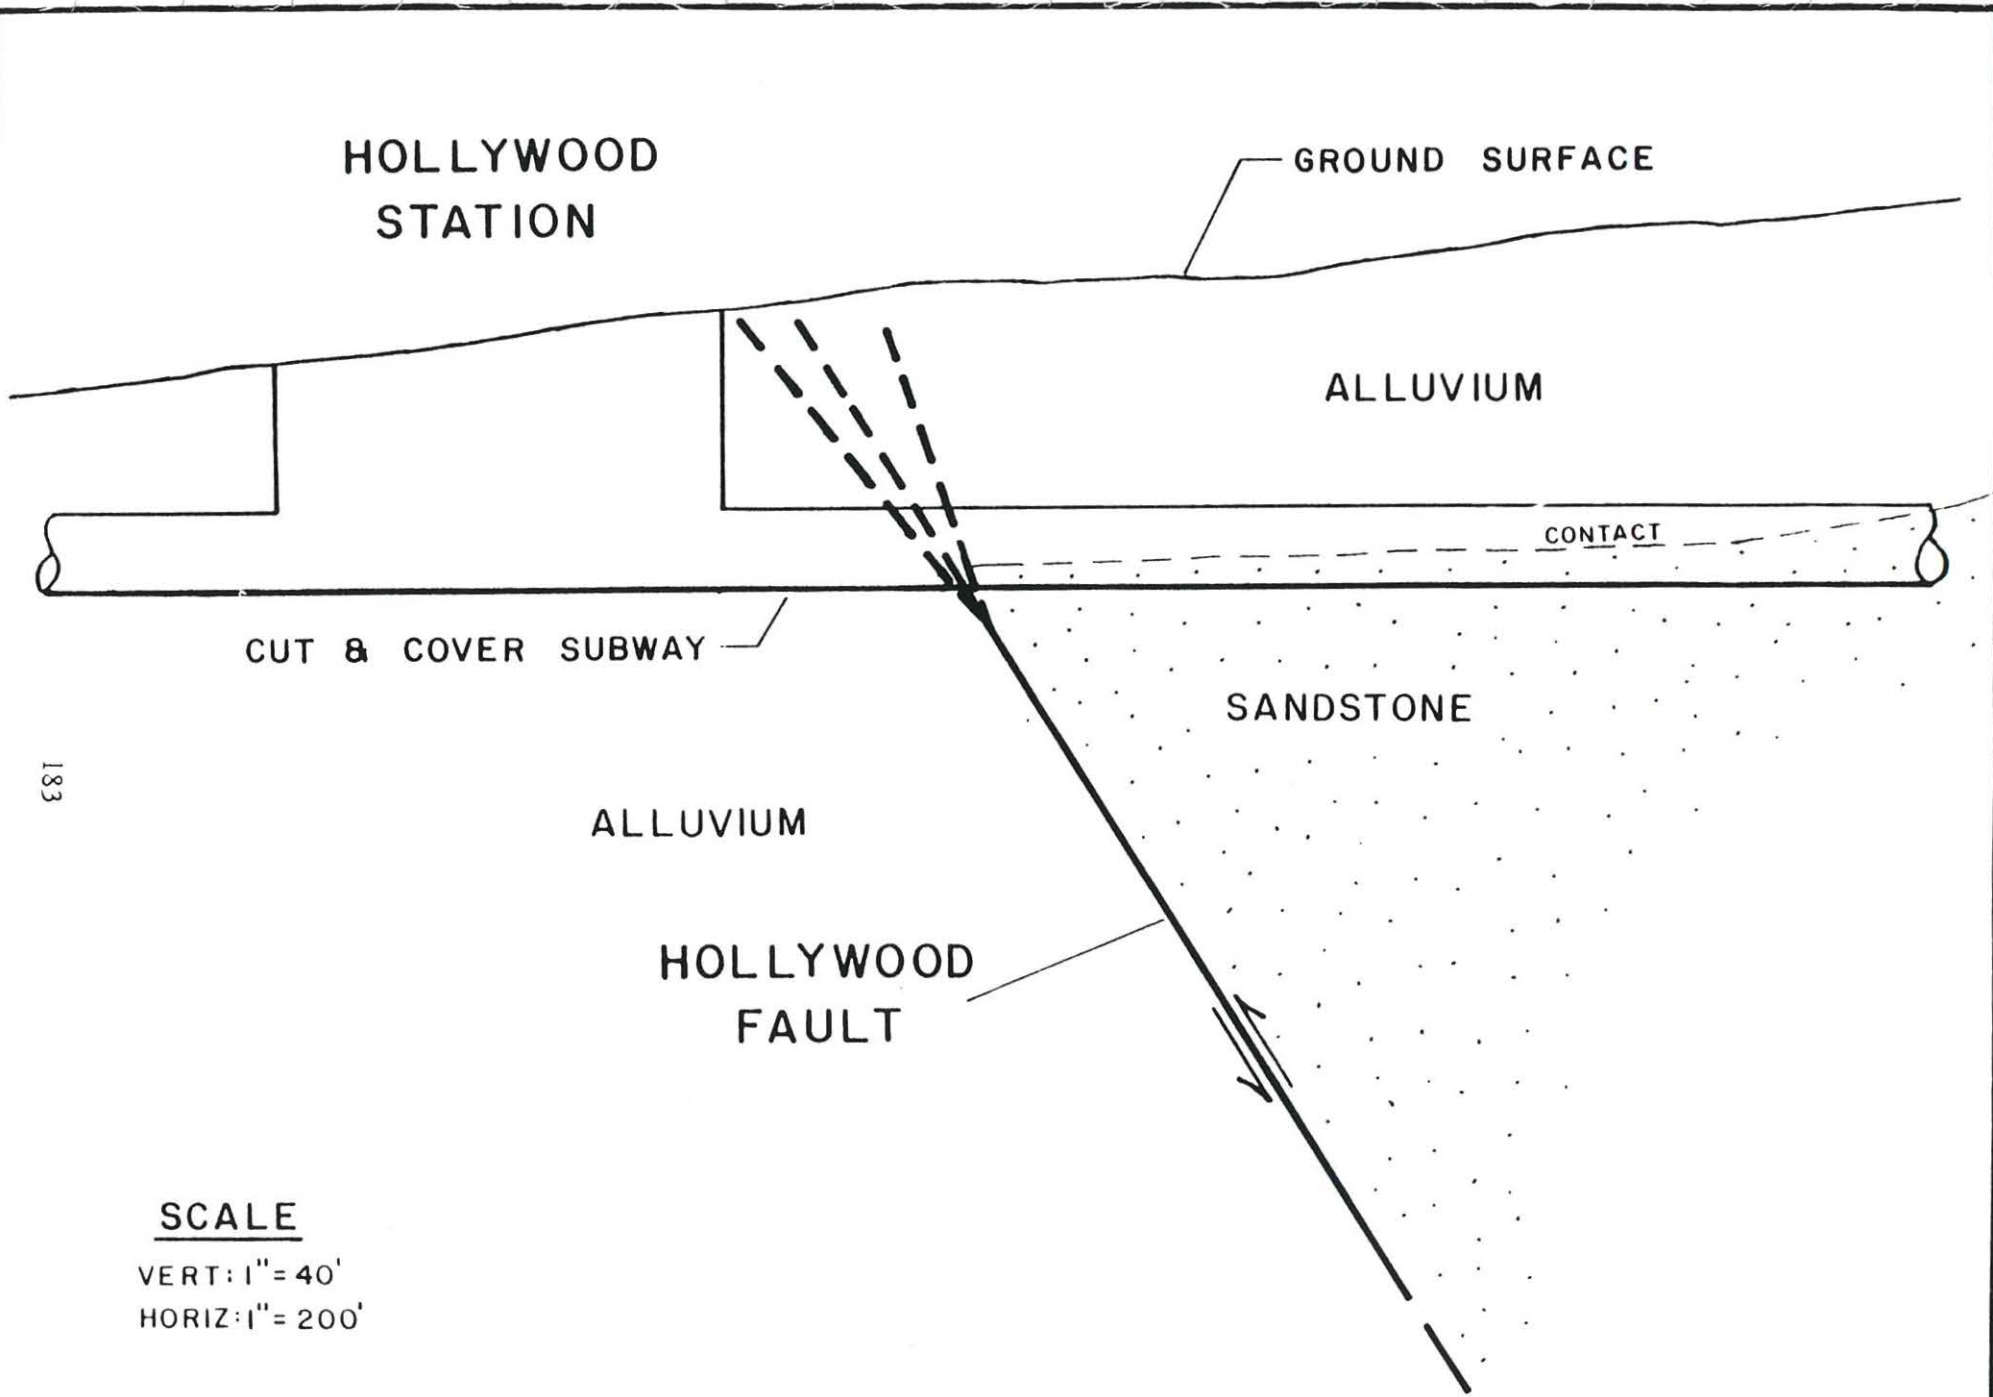 HOLLYWOOD
STATION
GROUND SURFACE
ALLUVIUM
CONTACT
CUT & COVER SUBWAY
SANDSTONE
183
ALLUVIUM
HOLLYWOOD
FAULT
SCALE
VERT: 1" = 40'
HORIZ: 1" = 200'